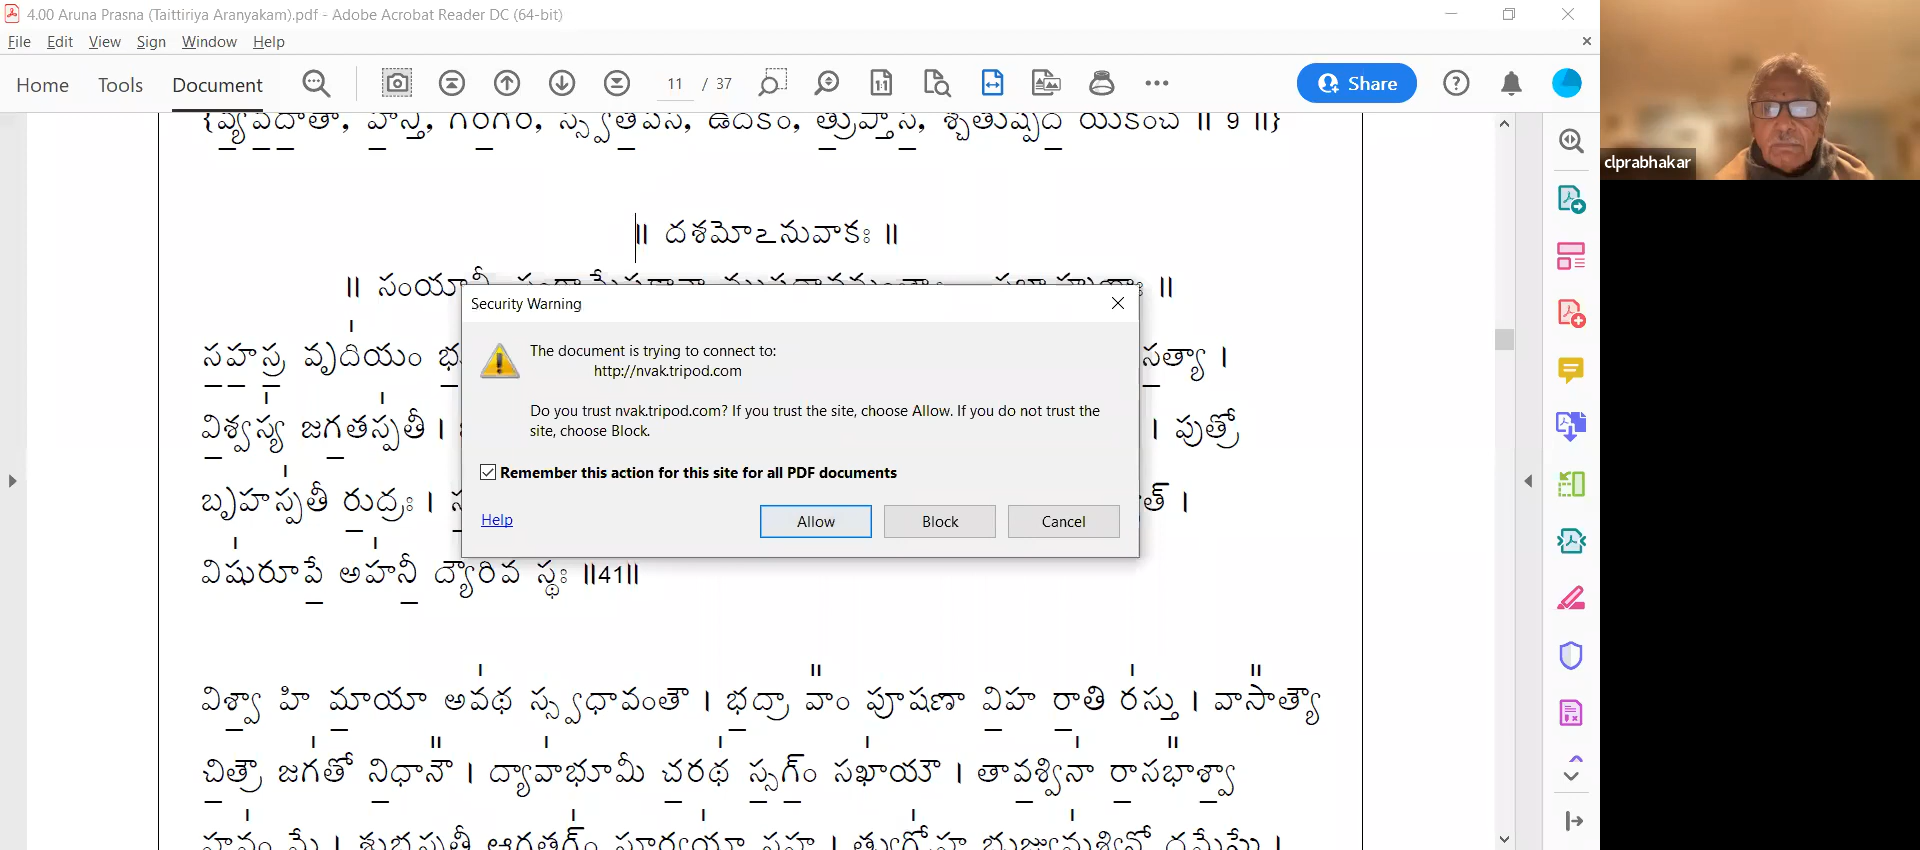 4.00 Aruna Prasna (Taittiriya Aranyakam).pdf - Adobe Acrobat Reader DC (64-bit)
File Edit View Sign Window Help
Home Tools Document 11 / 37 Share
clprabhakar
॥ 9 ॥}
॥ దశమోఽనువాకః ॥
Security Warning
The document is trying to connect to:
http://nvak.tripod.com
Do you trust nvak.tripod.com? If you trust the site, choose Allow. If you do not trust the
site, choose Block.
Remember this action for this site for all PDF documents
Help Allow Block Cancel
సహస్ర వృదియం సత్యా ।
విశ్వస్య జగతస్పతీ । । పుత్రో
బృహస్పతీ రుద్రః ।
విషురూపే అహనీ ద్యౌరివ స్థః ॥41॥
విశ్వా హి మాయా అవథ స్స్వధావంతౌ । భద్రా వాం పూషణా విహ రాతి రస్తు । వాసాత్యౌ
చిత్రౌ జగతో నిధానౌ । ద్యావాభూమీ చరథ స్సగ్ం సఖాయౌ । తావశ్వినా రాసభాశ్వా